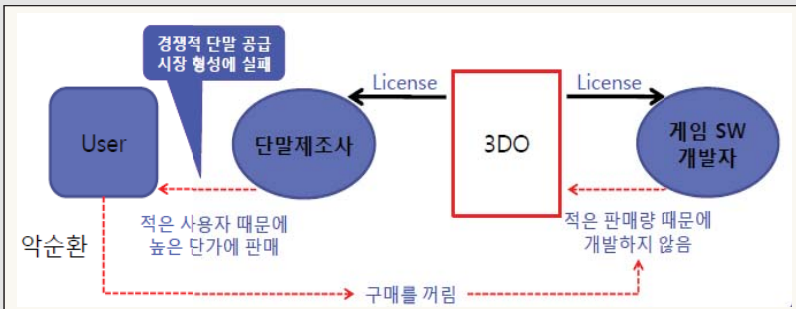 경쟁적 단말 공급
시장 형성에 실패
License
License
User
단말제조사
3DO
게임 SW
개발자
적은 사용자 때문에
높은 단가에 판매
적은 판매량 때문에
개발하지 않음
악순환
구매를 꺼림